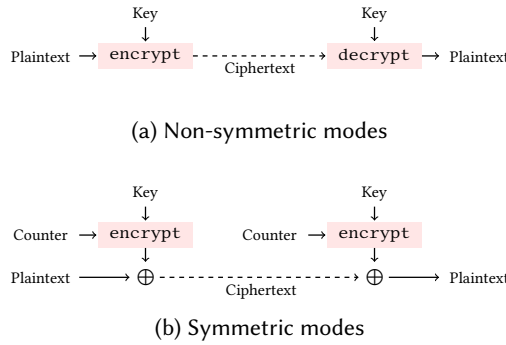 Key Key
Plaintext encrypt decrypt Plaintext
Ciphertext
(a) Non-symmetric modes
Key Key
Counter encrypt Counter encrypt
Plaintext Plaintext
Ciphertext
(b) Symmetric modes